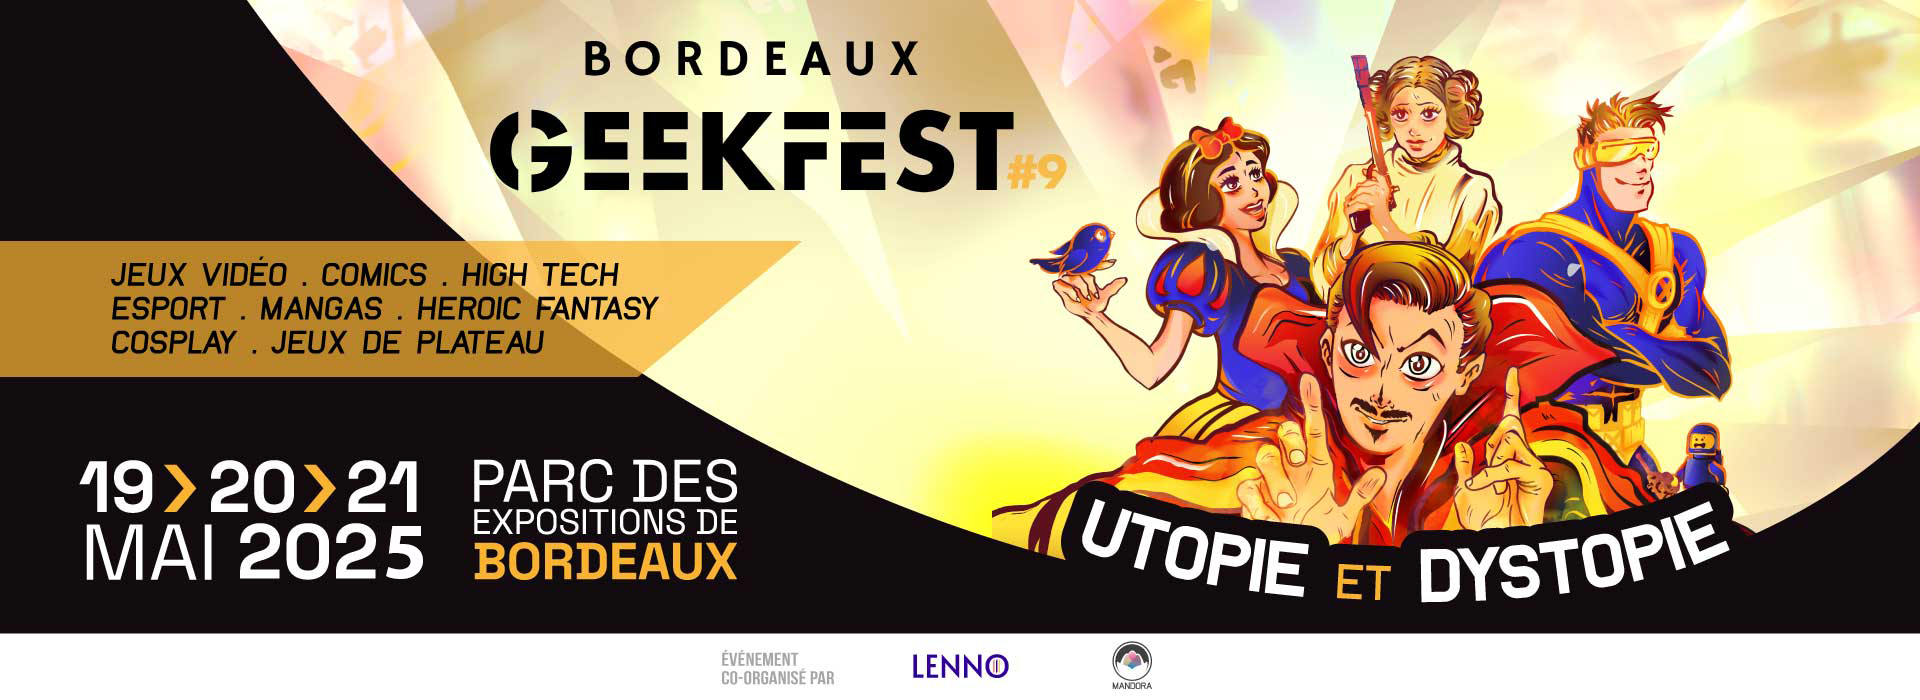 BORDEAUX
GEEKFEST #9
JEUX VIDÉO . COMICS . HIGH TECH
ESPORT . MANGAS . HEROIC FANTASY
COSPLAY . JEUX DE PLATEAU
19 > 20 > 21
MAI 2025
PARC DES
EXPOSITIONS DE
BORDEAUX
UTOPIE ET DYSTOPIE
ÉVÉNEMENT
CO-ORGANISÉ PAR
LENNO
MANDORA